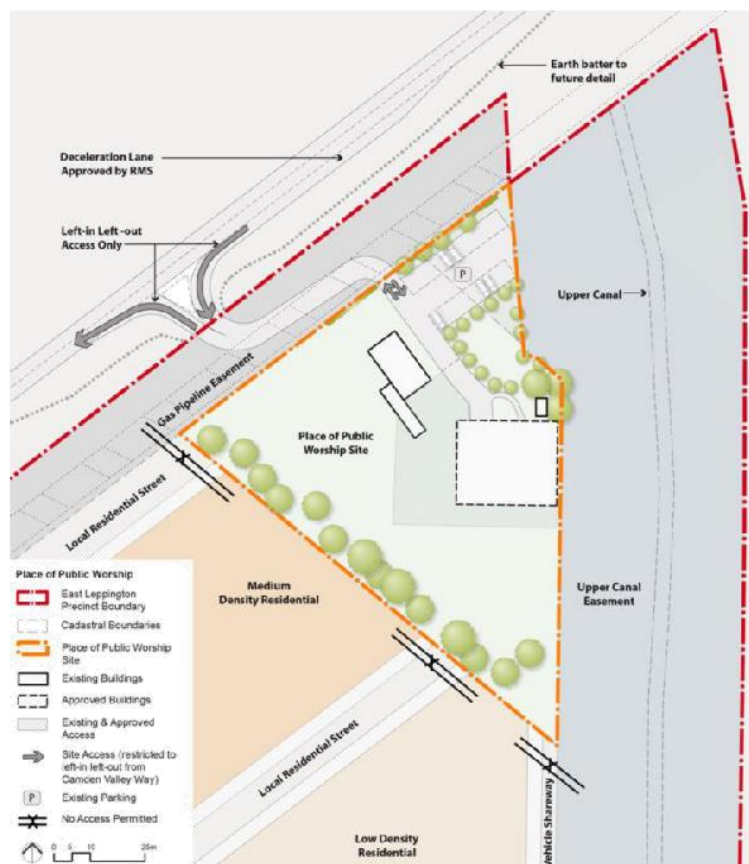 Earth batter to
future detail
Deceleration Lane
Approved by RMS
Left-in Left-out
Access Only
P
Upper Canal
Gas Pipeline Easement
Place of Public
Worship Site
Local Residential Street
Medium
Density Residential
Upper Canal
Easement
Local Residential Street
Low Density
Residential
Vehicle Shareway
Place of Public Worship
East Leppington
Precinct Boundary
Cadastral Boundaries
Place of Public Worship
Site
Existing Buildings
Approved Buildings
Existing & Approved
Access
Site Access (restricted to
left-in left-out from
Camden Valley Way)
P
Existing Parking
No Access Permitted
0 5 10 25m